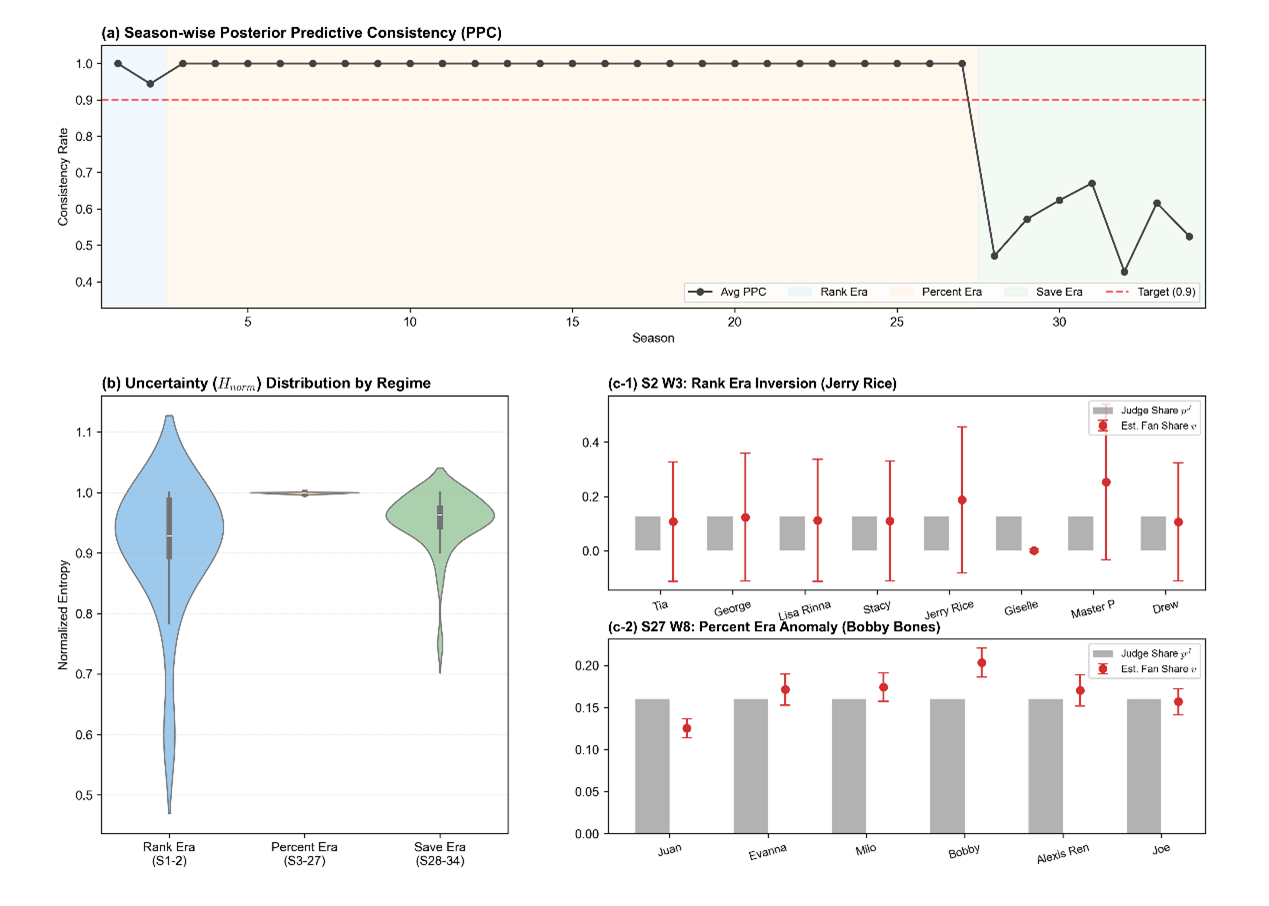 (a) Season-wise Posterior Predictive Consistency (PPC)
Consistency Rate
1.0
0.9
0.8
0.7
0.6
0.5
0.4
Avg PPC Rank Era Percent Era Save Era Target (0.9)
5 10 15 20 25 30
Season
(b) Uncertainty (H_norm) Distribution by Regime
Normalized Entropy
1.1
1.0
0.9
0.8
0.7
0.6
0.5
Rank Era Percent Era Save Era
(S1-2) (S3-27) (S28-34)
(c-1) S2 W3: Rank Era Inversion (Jerry Rice)
Judge Share p^j
Est. Fan Share v
0.4
0.2
0.0
Tia George Lisa Rinna Stacy Jerry Rice Giselle Master P Drew
(c-2) S27 W8: Percent Era Anomaly (Bobby Bones)
Judge Share p^j
Est. Fan Share v
0.20
0.15
0.10
0.05
0.00
Juan Evanna Milo Bobby Alexis Ren Joe